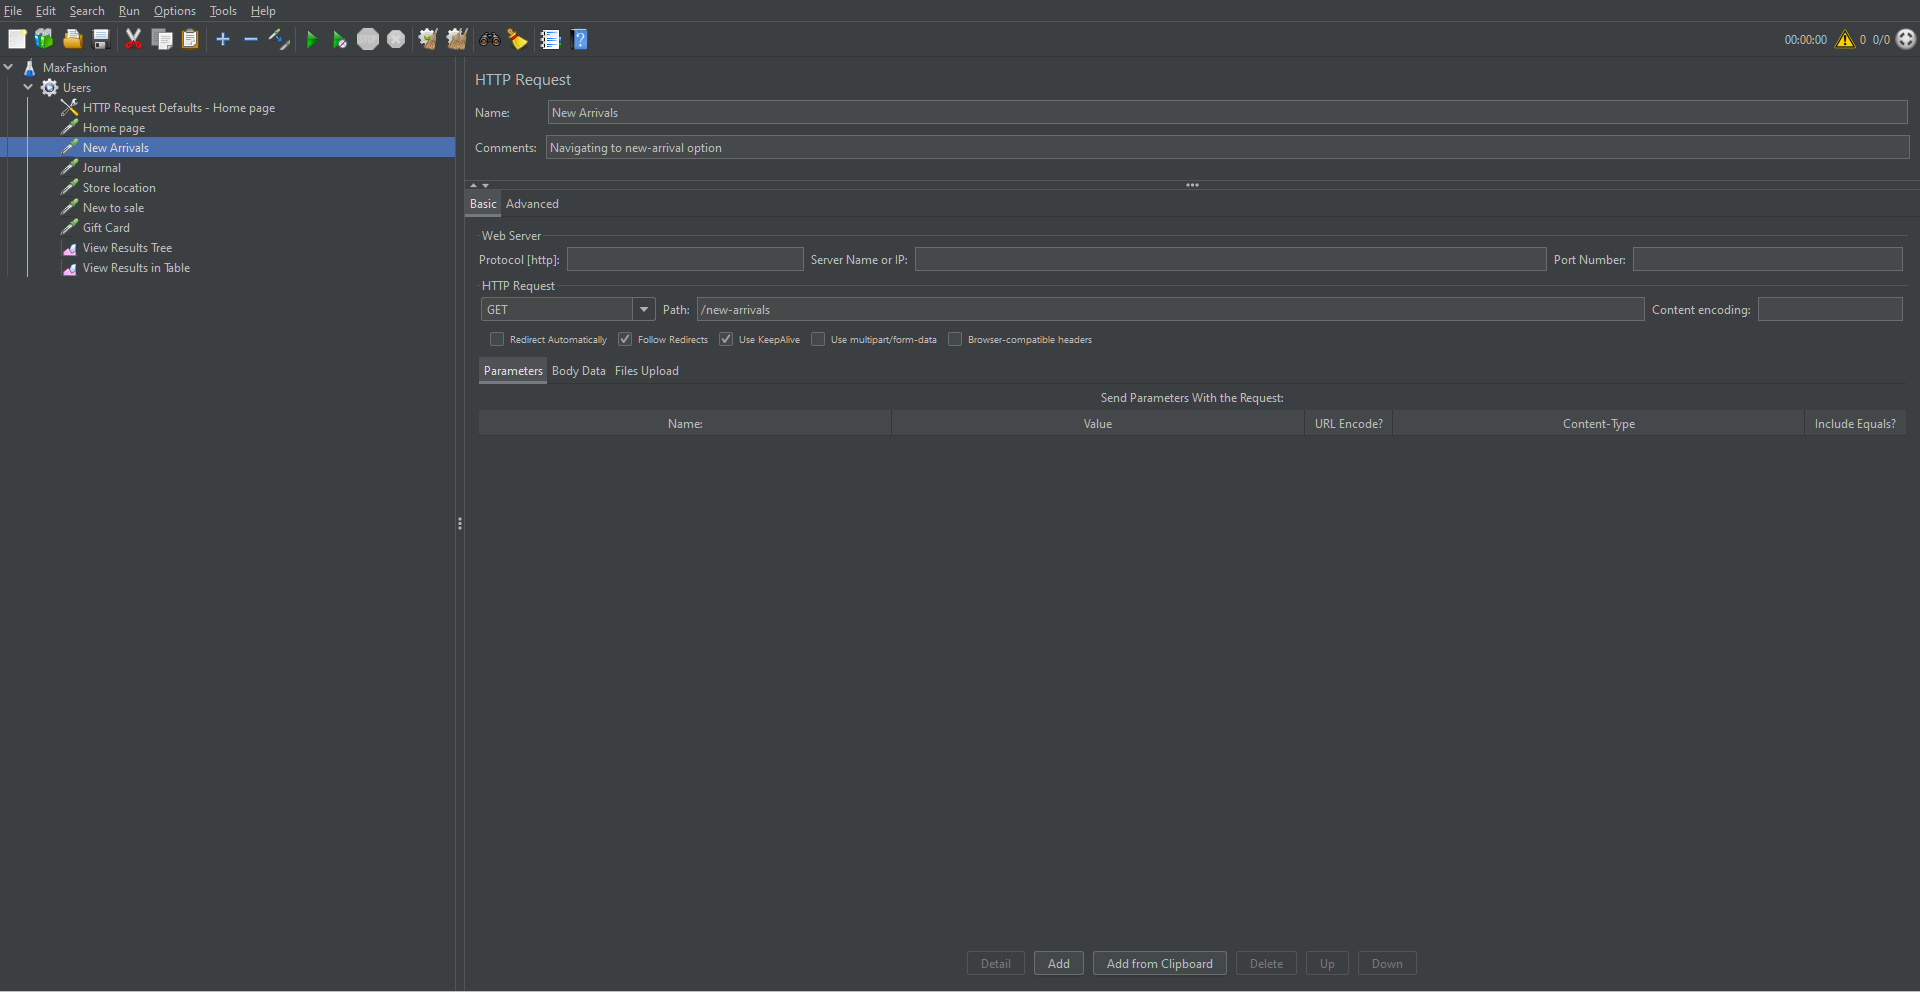 File Edit Search Run Options Tools Help
STOP
00:00:00 0 0/0
MaxFashion
Users
HTTP Request Defaults - Home page
Home page
New Arrivals
Journal
Store location
New to sale
Gift Card
View Results Tree
View Results in Table
HTTP Request
Name: New Arrivals
Comments: Navigating to new-arrival option
Basic Advanced
Web Server
Protocol [http]: Server Name or IP: Port Number:
HTTP Request
GET Path: /new-arrivals Content encoding:
Redirect Automatically Follow Redirects Use KeepAlive Use multipart/form-data Browser-compatible headers
Parameters Body Data Files Upload
Send Parameters With the Request:
Name: Value URL Encode? Content-Type Include Equals?
Detail Add Add from Clipboard Delete Up Down